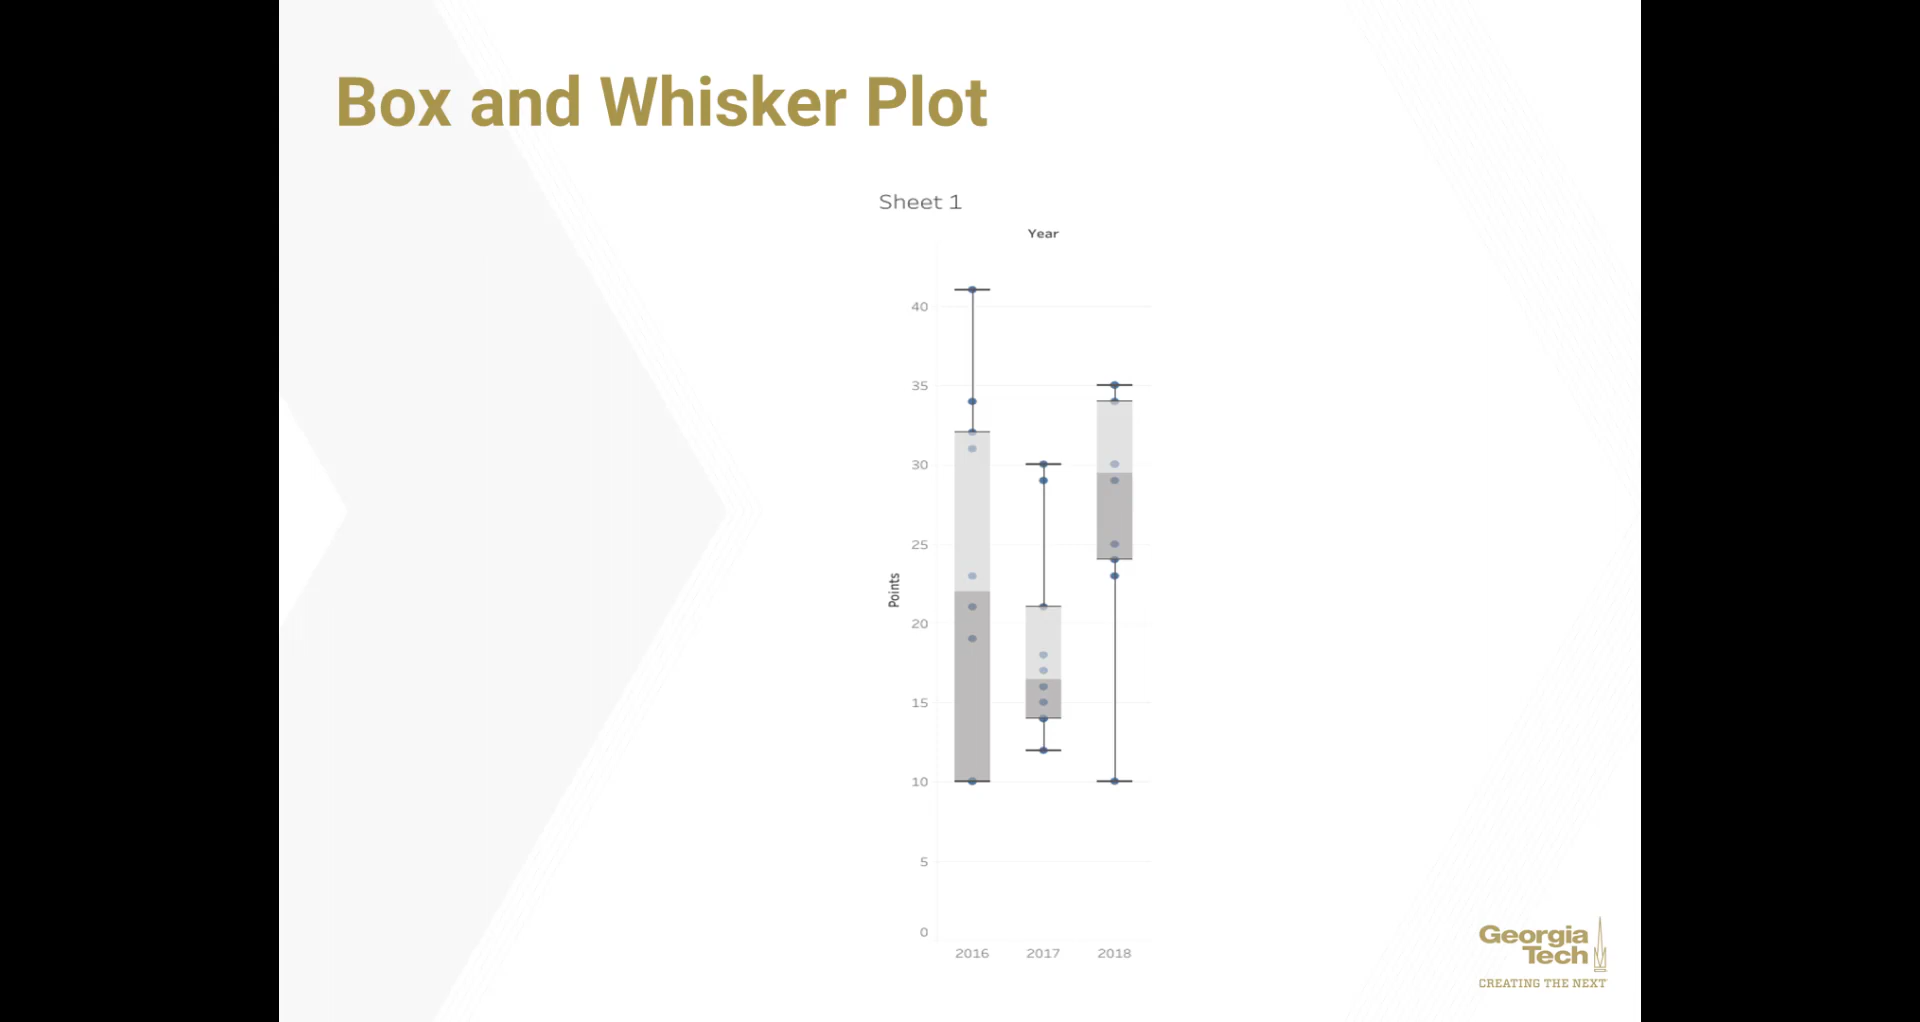 Box and Whisker Plot
Sheet 1
Year
40
35
30
25
20
15
10
5
0
Points
2016 2017 2018
Georgia
Tech
CREATING THE NEXT